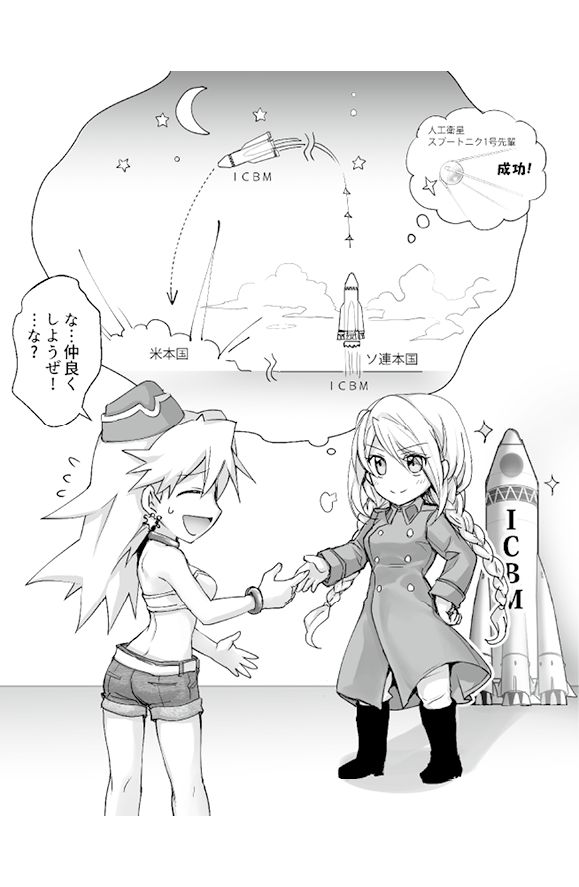 人工衛星
スプートニク1号先輩
成功!
ICBM
米本国
ソ連本国
ICBM
な…仲良く
しようぜ!
…な?
ICBM